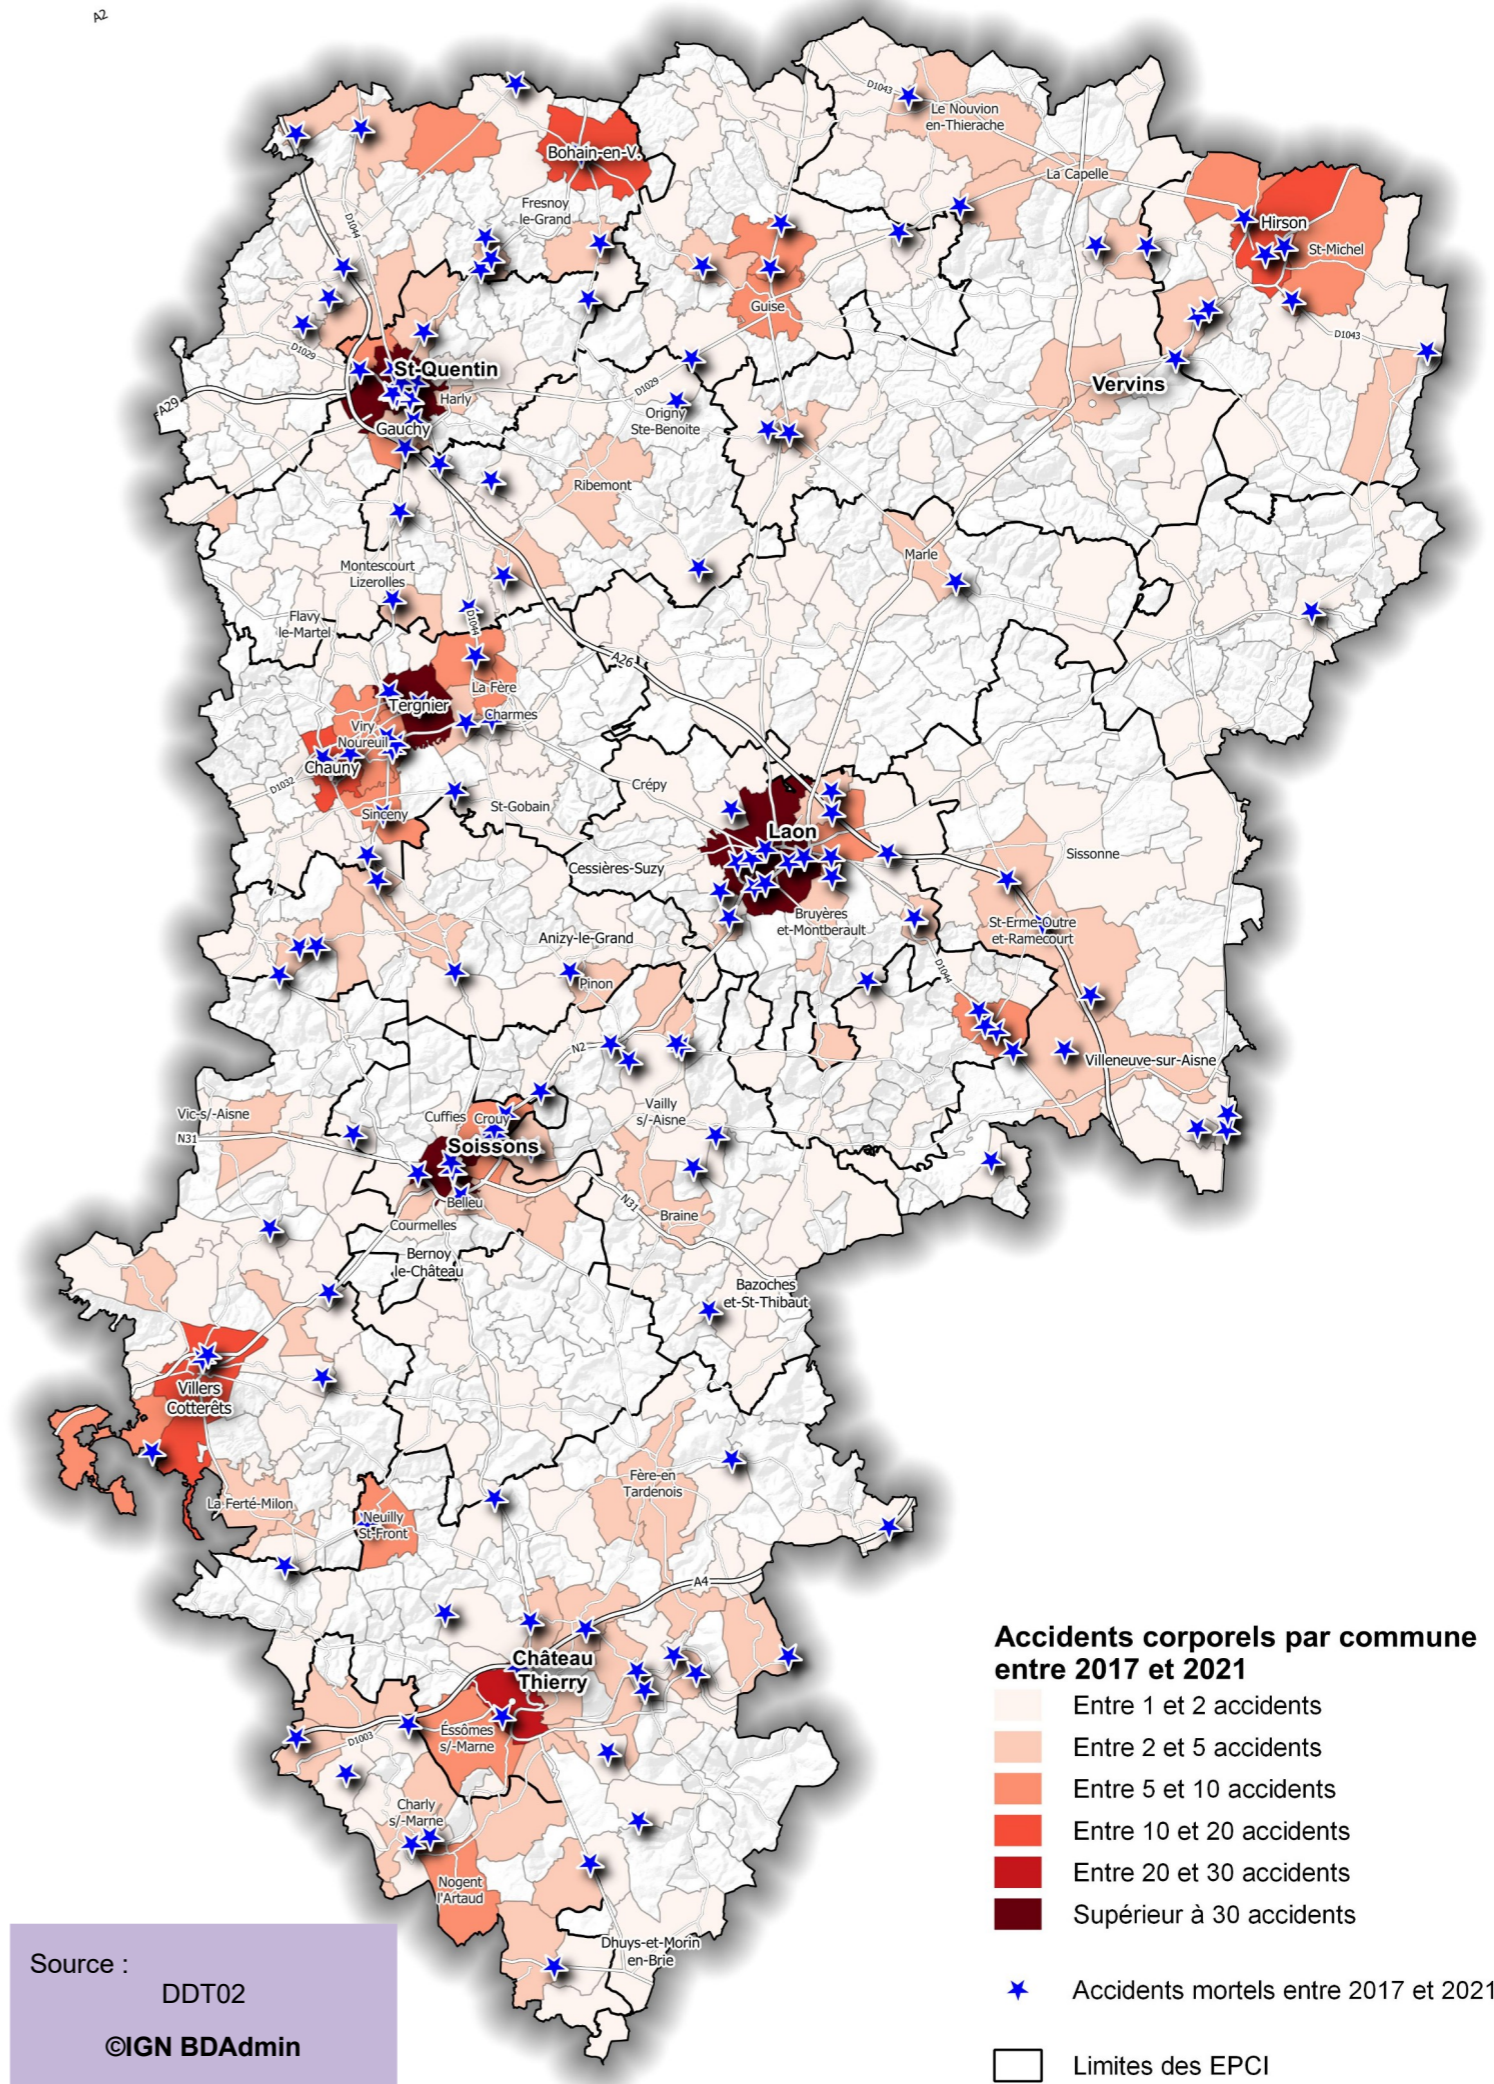 A2
D1043
Le Nouvion
en-Thierache
Bohain-en-V.
La Capelle
D1044
Fresnoy
le-Grand
Hirson
St-Michel
Guise
D1043
D1029
St-Quentin
Vervins
A29
Harly
D1029
Origny
Ste-Benoite
Gauchy
Ribemont
Marle
Montescourt
Lizerolles
Flavy
le-Martel
D1044
A26
La Fère
Tergnier
Charmes
Viry
Noureuil
Chauny
D1032
Crépy
St-Gobain
Sinceny
Laon
Sissonne
Cessières-Suzy
Bruyères
et-Montberault
St-Erme-Outre
et-Ramecourt
Anizy-le-Grand
D1044
Pinon
N2
Villeneuve-sur-Aisne
Vic-s/-Aisne
Cuffies
Crouy
Vailly
s/-Aisne
N31
Soissons
Belleu
N31
Braine
Courmelles
Bernoy
le-Château
Bazoches
et-St-Thibaut
Villers
Cotterêts
Fère-en
Tardenois
La Ferté-Milon
Neuilly
St-Front
A4
Château
Thierry
Éssômes
s/-Marne
D1003
Charly
s/-Marne
Nogent
l'Artaud
Dhuys-et-Morin
en-Brie
Accidents corporels par commune
entre 2017 et 2021
Entre 1 et 2 accidents
Entre 2 et 5 accidents
Entre 5 et 10 accidents
Entre 10 et 20 accidents
Entre 20 et 30 accidents
Supérieur à 30 accidents
Accidents mortels entre 2017 et 2021
Limites des EPCI
Source :
DDT02
©IGN BDAdmin